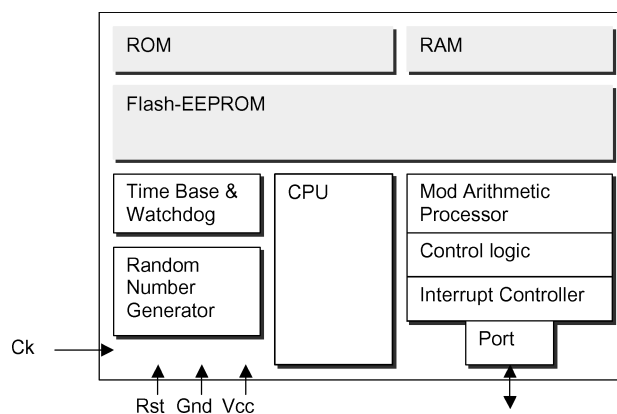 ROM
RAM
Flash-EEPROM
Time Base &
Watchdog
CPU
Mod Arithmetic
Processor
Control logic
Random
Number
Generator
Interrupt Controller
Port
Ck
Rst Gnd Vcc